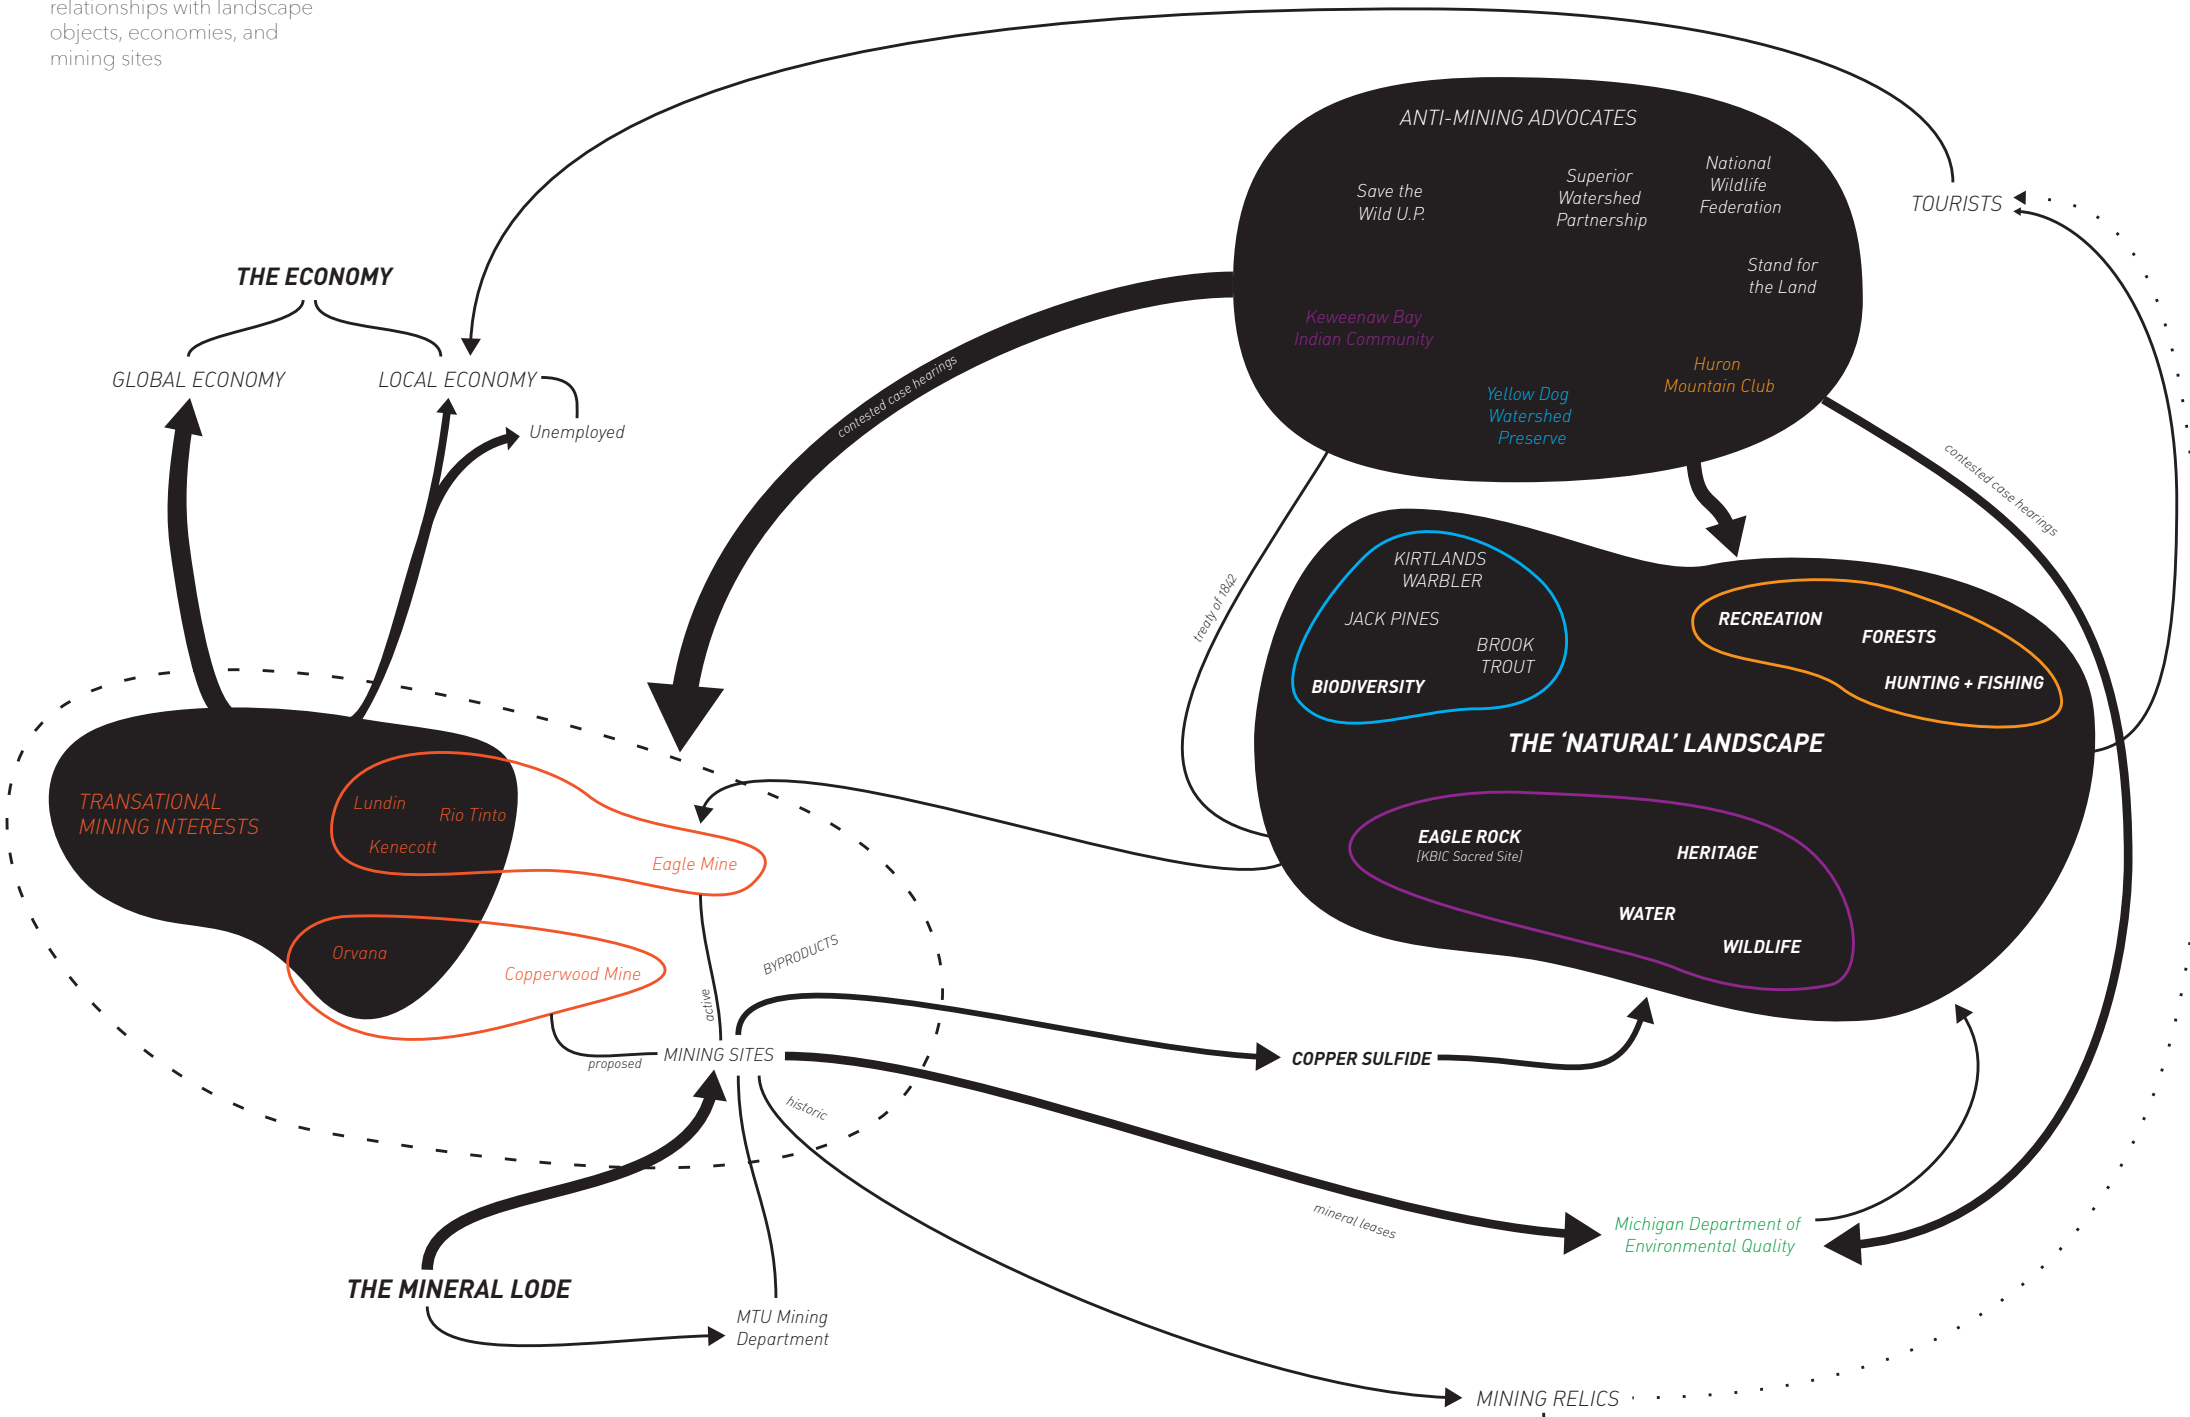 relationships with landscape
objects, economies, and
mining sites
ANTI-MINING ADVOCATES
Save the
Wild U.P.
Superior
Watershed
Partnership
National
Wildlife
Federation
Stand for
the Land
Keweenaw Bay
Indian Community
Huron
Mountain Club
Yellow Dog
Watershed
Preserve
TOURISTS
THE ECONOMY
GLOBAL ECONOMY
LOCAL ECONOMY
Unemployed
contested case hearings
contested case hearings
treaty of 1842
KIRTLANDS
WARBLER
JACK PINES
BROOK
TROUT
BIODIVERSITY
RECREATION
FORESTS
HUNTING + FISHING
THE ‘NATURAL’ LANDSCAPE
EAGLE ROCK
[KBIC Sacred Site]
HERITAGE
WATER
WILDLIFE
TRANSATIONAL
MINING INTERESTS
Lundin
Rio Tinto
Kenecott
Eagle Mine
Orvana
Copperwood Mine
BYPRODUCTS
active
proposed
MINING SITES
historic
COPPER SULFIDE
mineral leases
Michigan Department of
Environmental Quality
THE MINERAL LODE
MTU Mining
Department
MINING RELICS